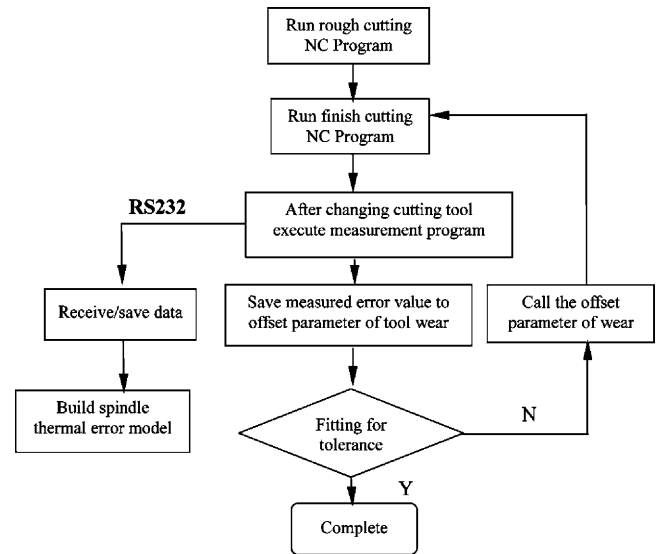 Run rough cutting
NC Program
Run finish cutting
NC Program
RS232
After changing cutting tool
execute measurement program
Receive/save data
Save measured error value to
offset parameter of tool wear
Call the offset
parameter of wear
Build spindle
thermal error model
Fitting for
tolerance
N
Y
Complete